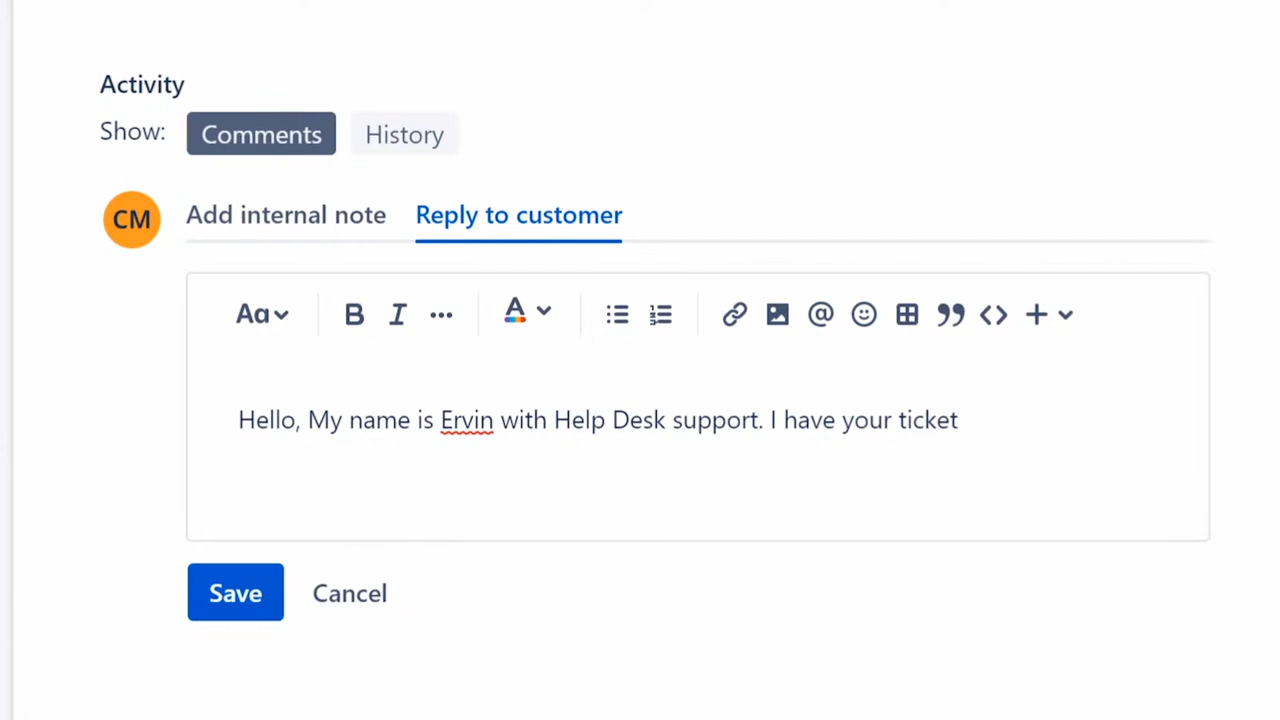 Activity
Show: Comments History
CM Add internal note Reply to customer
Aa B I ... A @
Hello, My name is Ervin with Help Desk support. I have your ticket
Save Cancel